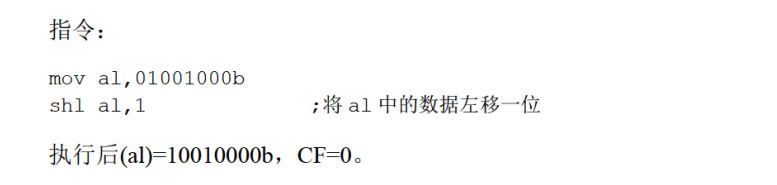 指令：
mov al,01001000b
shl al,1 ;将 al 中的数据左移一位
执行后(al)=10010000b，CF=0。